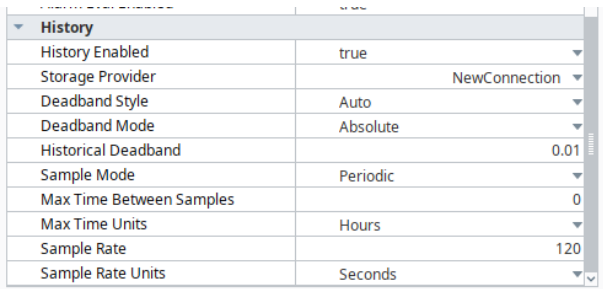 History
History Enabled true
Storage Provider NewConnection
Deadband Style Auto
Deadband Mode Absolute
Historical Deadband 0.01
Sample Mode Periodic
Max Time Between Samples 0
Max Time Units Hours
Sample Rate 120
Sample Rate Units Seconds